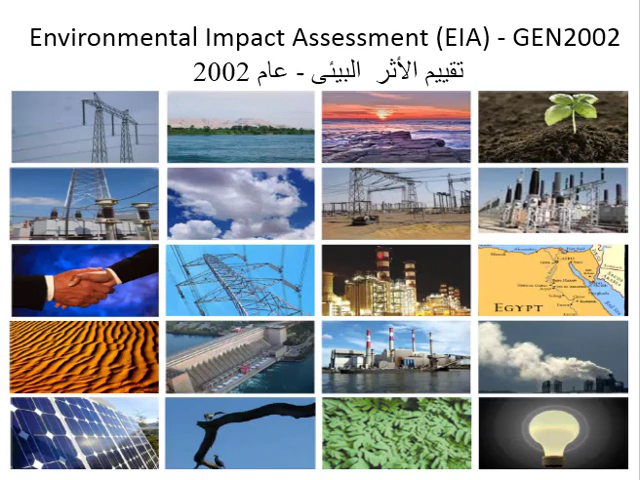 Environmental Impact Assessment (EIA) - GEN2002
تقييم الأثر البيئى - عام 2002
EGYPT